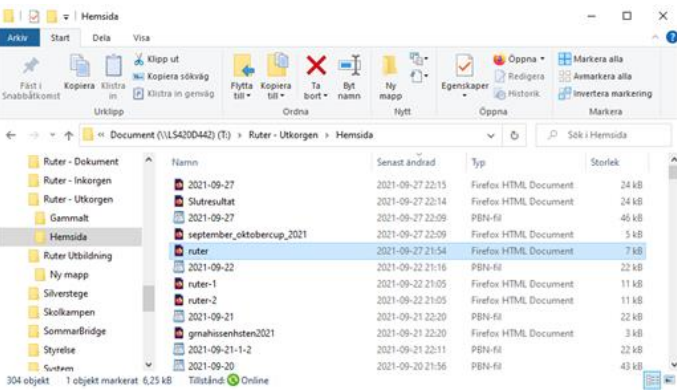 Hemsida
Arkiv Start Dela Visa
Fäst i Snabbåtkomst
Kopiera
Klistra in
Klipp ut
Kopiera sökväg
Klistra in genväg
Urklipp
Flytta till
Kopiera till
Ta bort
Byt namn
Ordna
Ny mapp
Nytt
Egenskaper
Öppna
Redigera
Historik
Öppna
Markera alla
Avmarkera alla
Invertera markering
Markera
« Document (\\LS420D442) (T:) › Ruter - Utkorgen › Hemsida
Sök i Hemsida
Ruter - Dokument
Ruter - Inkorgen
Ruter - Utkorgen
Gammalt
Hemsida
Ruter Utbildning
Ny mapp
Silverstege
Skolkampen
SommarBridge
Styrelse
System
Namn Senast ändrad Typ Storlek
2021-09-27 2021-09-27 22:15 Firefox HTML Document 24 kB
Slutresultat 2021-09-27 22:14 Firefox HTML Document 24 kB
2021-09-27 2021-09-27 22:09 PBN-fil 46 kB
september_oktobercup_2021 2021-09-27 22:09 Firefox HTML Document 5 kB
ruter 2021-09-27 21:54 Firefox HTML Document 7 kB
2021-09-22 2021-09-22 21:16 PBN-fil 22 kB
ruter-1 2021-09-22 21:05 Firefox HTML Document 11 kB
ruter-2 2021-09-22 21:05 Firefox HTML Document 11 kB
2021-09-21 2021-09-21 22:20 PBN-fil 22 kB
grnahissenhsten2021 2021-09-21 22:20 Firefox HTML Document 3 kB
2021-09-21-1-2 2021-09-21 22:11 PBN-fil 22 kB
2021-09-20 2021-09-20 21:56 PBN-fil 43 kB
304 objekt 1 objekt markerat 6,25 kB Tillstånd: Online